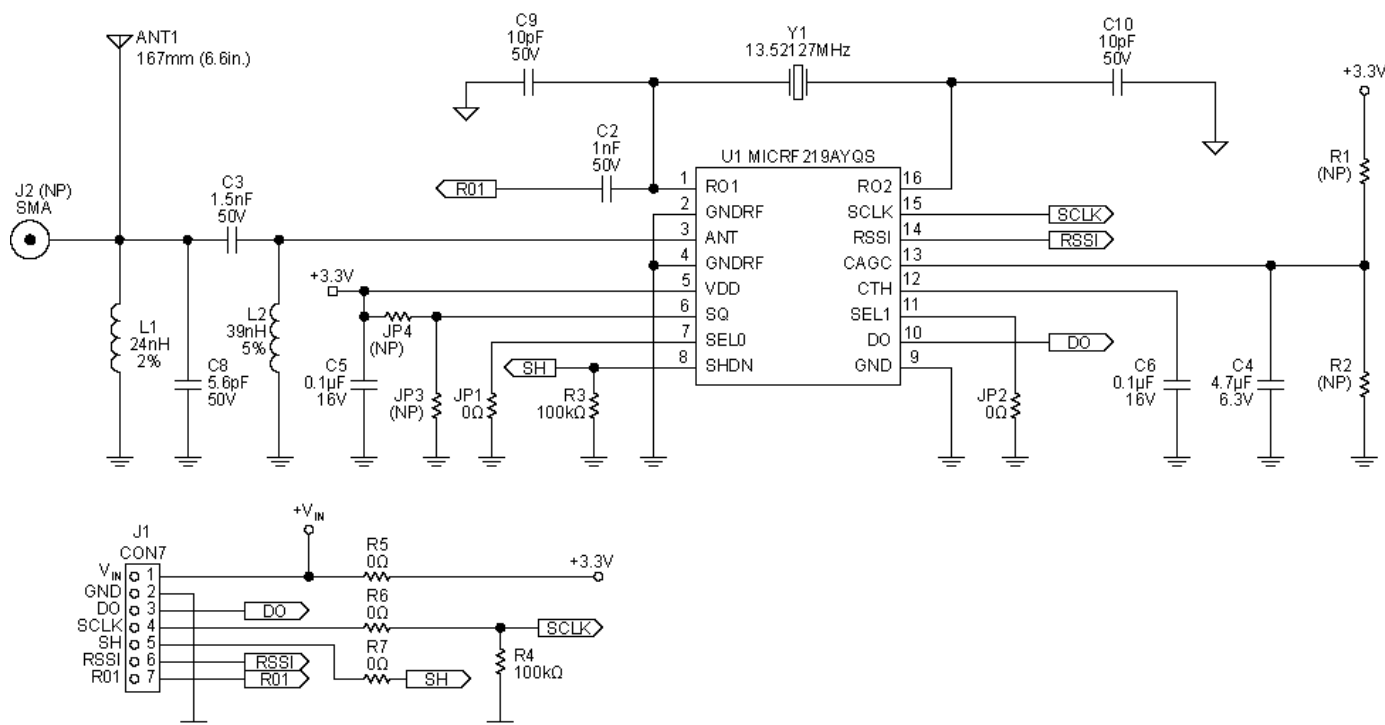 ANT1
167mm (6.6in.)
C9
10pF
50V
Y1
13.52127MHz
C10
10pF
50V
+3.3V
C2
1nF
50V
R01
U1 MICRF219AYQS
R1
(NP)
J2 (NP)
SMA
C3
1.5nF
50V
1 RO1 RO2 16
2 GNDRF SCLK 15
SCLK
3 ANT RSSI 14
RSSI
4 GNDRF CAGC 13
5 VDD CTH 12
6 SQ SEL1 11
7 SEL0 DO 10
DO
8 SHDN GND 9
+3.3V
JP4
(NP)
SH
L1
24nH
2%
L2
39nH
5%
C8
5.6pF
50V
C5
0.1µF
16V
JP3
(NP)
JP1
0Ω
R3
100kΩ
JP2
0Ω
C6
0.1µF
16V
C4
4.7µF
6.3V
R2
(NP)
+VIN
J1
CON7
R5
0Ω
+3.3V
VIN 1
GND 2
DO 3
DO
R6
0Ω
SCLK 4
SCLK
SH 5
R7
0Ω
SH
RSSI 6
RSSI
R01 7
R01
R4
100kΩ